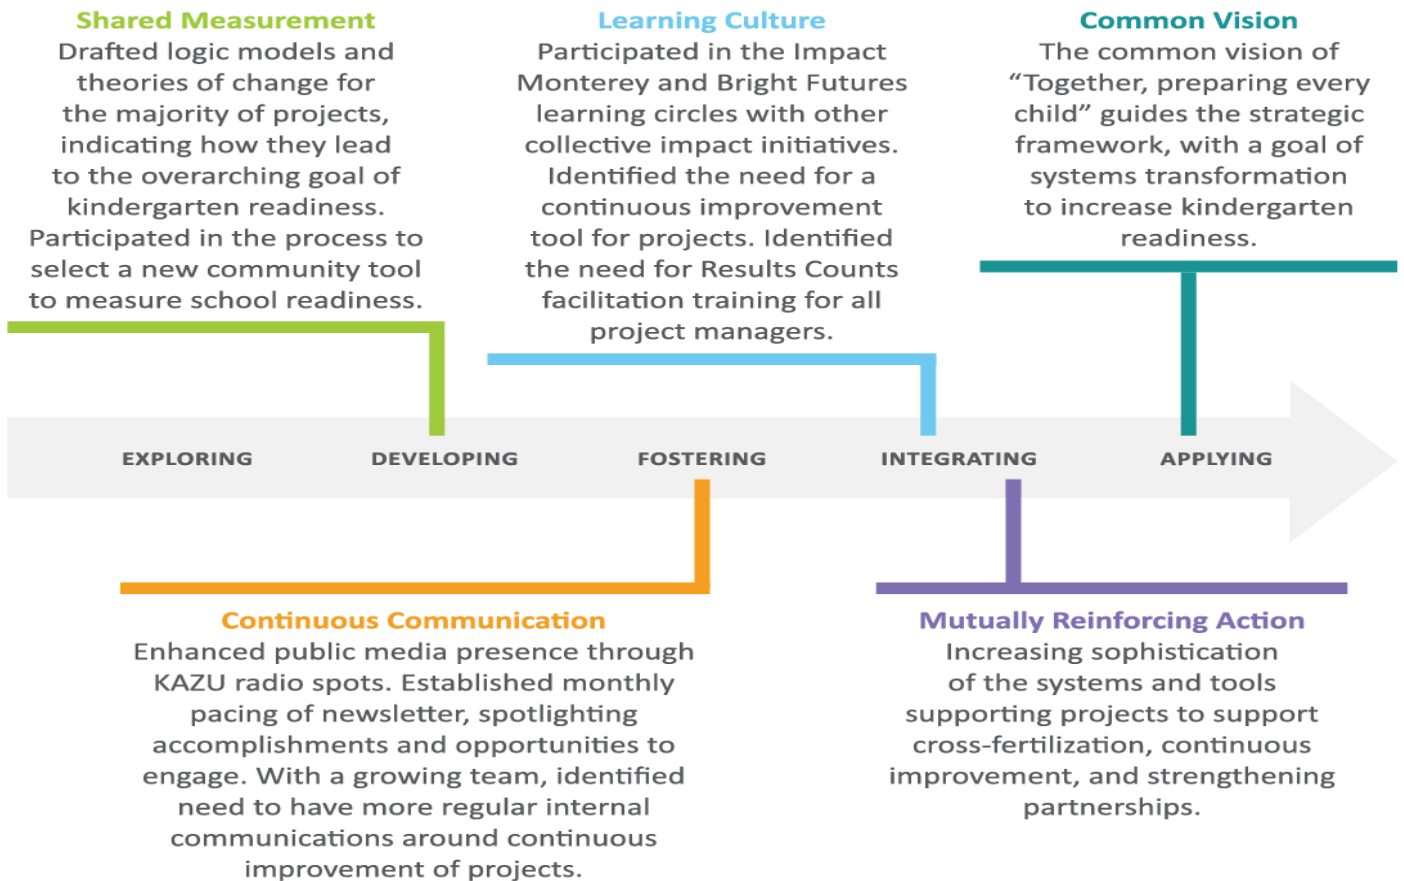 Shared Measurement
Drafted logic models and
theories of change for
the majority of projects,
indicating how they lead
to the overarching goal of
kindergarten readiness.
Participated in the process to
select a new community tool
to measure school readiness.
Learning Culture
Participated in the Impact
Monterey and Bright Futures
learning circles with other
collective impact initiatives.
Identified the need for a
continuous improvement
tool for projects. Identified
the need for Results Counts
facilitation training for all
project managers.
Common Vision
The common vision of
“Together, preparing every
child” guides the strategic
framework, with a goal of
systems transformation
to increase kindergarten
readiness.
EXPLORING
DEVELOPING
FOSTERING
INTEGRATING
APPLYING
Continuous Communication
Enhanced public media presence through
KAZU radio spots. Established monthly
pacing of newsletter, spotlighting
accomplishments and opportunities to
engage. With a growing team, identified
need to have more regular internal
communications around continuous
improvement of projects.
Mutually Reinforcing Action
Increasing sophistication
of the systems and tools
supporting projects to support
cross-fertilization, continuous
improvement, and strengthening
partnerships.